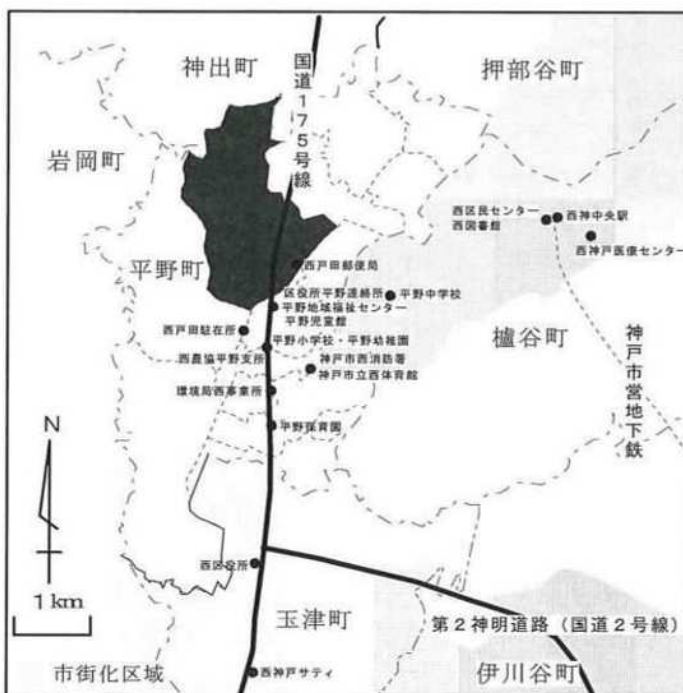 神出町
国道175号線
押部谷町
岩岡町
西区民センター
西図書館
西神中央駅
西神戸医療センター
平野町
西戸田郵便局
区役所平野連絡所
平野中学校
平野地域福祉センター
平野児童館
西戸田駐在所
平野小学校・平野幼稚園
櫨谷町
西農協平野支所
神戸市西消防署
神戸市立西体育館
神戸市営地下鉄
環境局西事業所
平野保育園
N
西区役所
1km
玉津町
第2神明道路(国道2号線)
市街化区域
西神戸サティ
伊川谷町